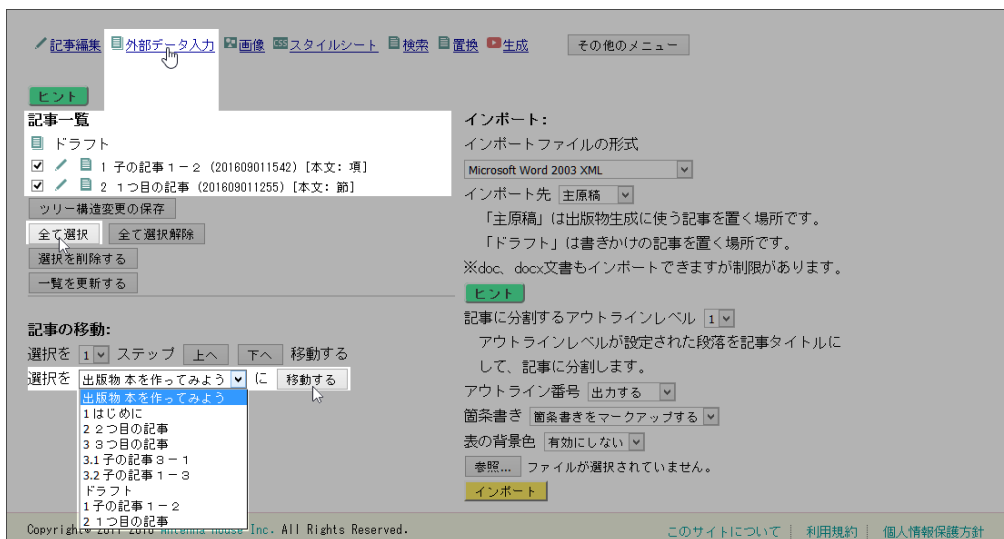 記事編集 外部データ入力 画像 スタイルシート 検索 置換 生成 その他のメニュー
ヒント
記事一覧
ドラフト
1 子の記事1-2 (201609011542) [本文: 項]
2 1つ目の記事 (201609011255) [本文: 節]
ツリー構造変更の保存
全て選択 全て選択解除
選択を削除する
一覧を更新する
記事の移動:
選択を 1 ステップ 上へ 下へ 移動する
選択を 出版物 本を作ってみよう に 移動する
出版物 本を作ってみよう
1 はじめに
2 2つ目の記事
3 3つ目の記事
3.1 子の記事3-1
3.2 子の記事1-3
ドラフト
1 子の記事1-2
2 1つ目の記事
インポート:
インポートファイルの形式
Microsoft Word 2003 XML
インポート先 主原稿
「主原稿」は出版物生成に使う記事を置く場所です。
「ドラフト」は書きかけの記事を置く場所です。
※doc、docx文書もインポートできますが制限があります。
ヒント
記事に分割するアウトラインレベル 1
アウトラインレベルが設定された段落を記事タイトルに
して、記事に分割します。
アウトライン番号 出力する
箇条書き 箇条書きをマークアップする
表の背景色 有効にしない
参照... ファイルが選択されていません。
インポート
All Rights Reserved.
このサイトについて | 利用規約 | 個人情報保護方針